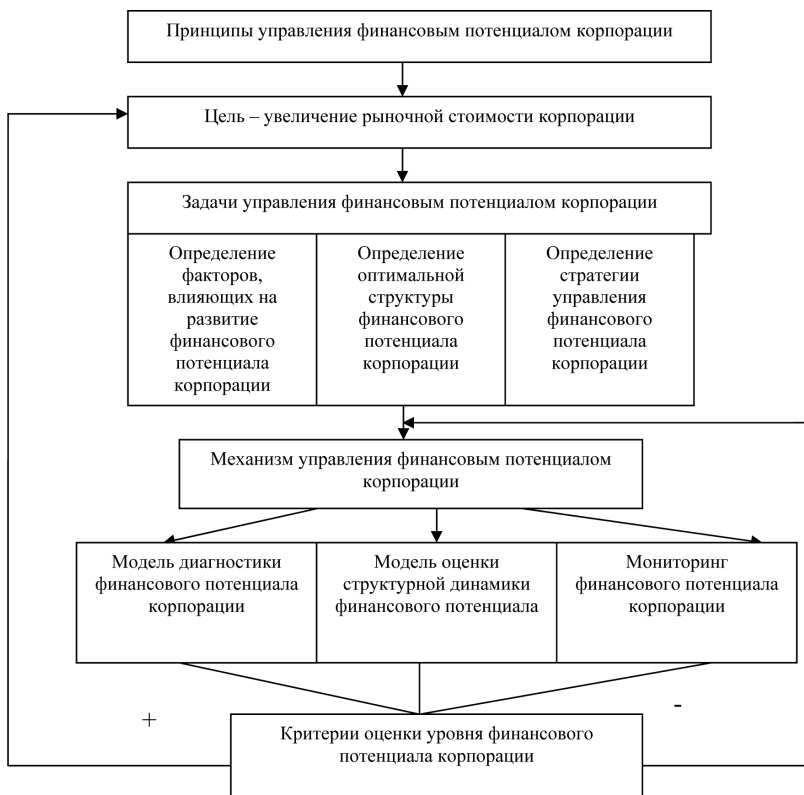 Принципы управления финансовым потенциалом корпорации
Цель – увеличение рыночной стоимости корпорации
Задачи управления финансовым потенциалом корпорации
Определение
факторов,
влияющих на
развитие
финансового
потенциала
корпорации
Определение
оптимальной
структуры
финансового
потенциала
корпорации
Определение
стратегии
управления
финансового
потенциала
корпорации
Механизм управления финансовым потенциалом
корпорации
Модель диагностики
финансового потенциала
корпорации
Модель оценки
структурной динамики
финансового потенциала
Мониторинг
финансового потенциала
корпорации
+
-
Критерии оценки уровня финансового
потенциала корпорации